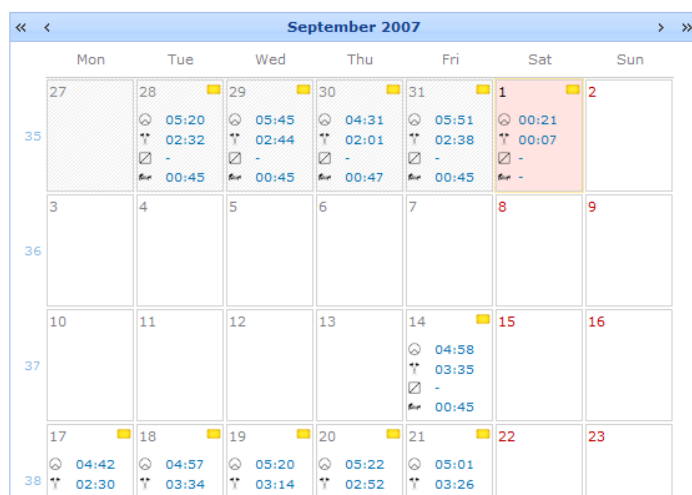 « ‹ September 2007 › »
Mon Tue Wed Thu Fri Sat Sun
27 28 29 30 31 1 2
05:20 05:45 04:31 05:51 00:21
35 02:32 02:44 02:01 02:38 00:07
- - - - -
00:45 00:45 00:47 00:45 -
3 4 5 6 7 8 9
36
10 11 12 13 14 15 16
04:58
37 03:35
-
00:45
17 18 19 20 21 22 23
04:42 04:57 05:20 05:22 05:01
38 02:30 03:34 03:14 02:52 03:26